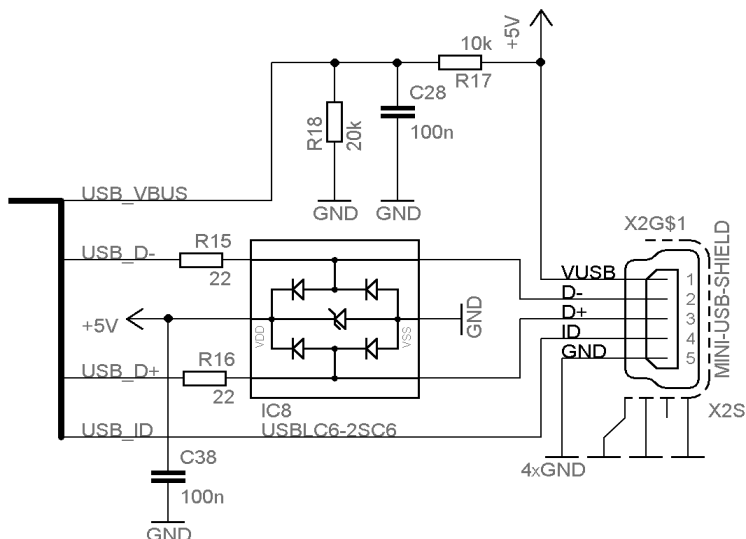 10k
+5V
R17
C28
100n
R18
20k
GND
GND
USB_VBUS
X2G$1
MINI-USB-SHIELD
USB_D-
R15
22
VUSB
1
D-
2
D+
3
ID
4
GND
5
+5V
VDD
VSS
GND
R16
USB_D+
22
IC8
USBLC6-2SC6
X2S
USB_ID
C38
100n
4xGND
GND